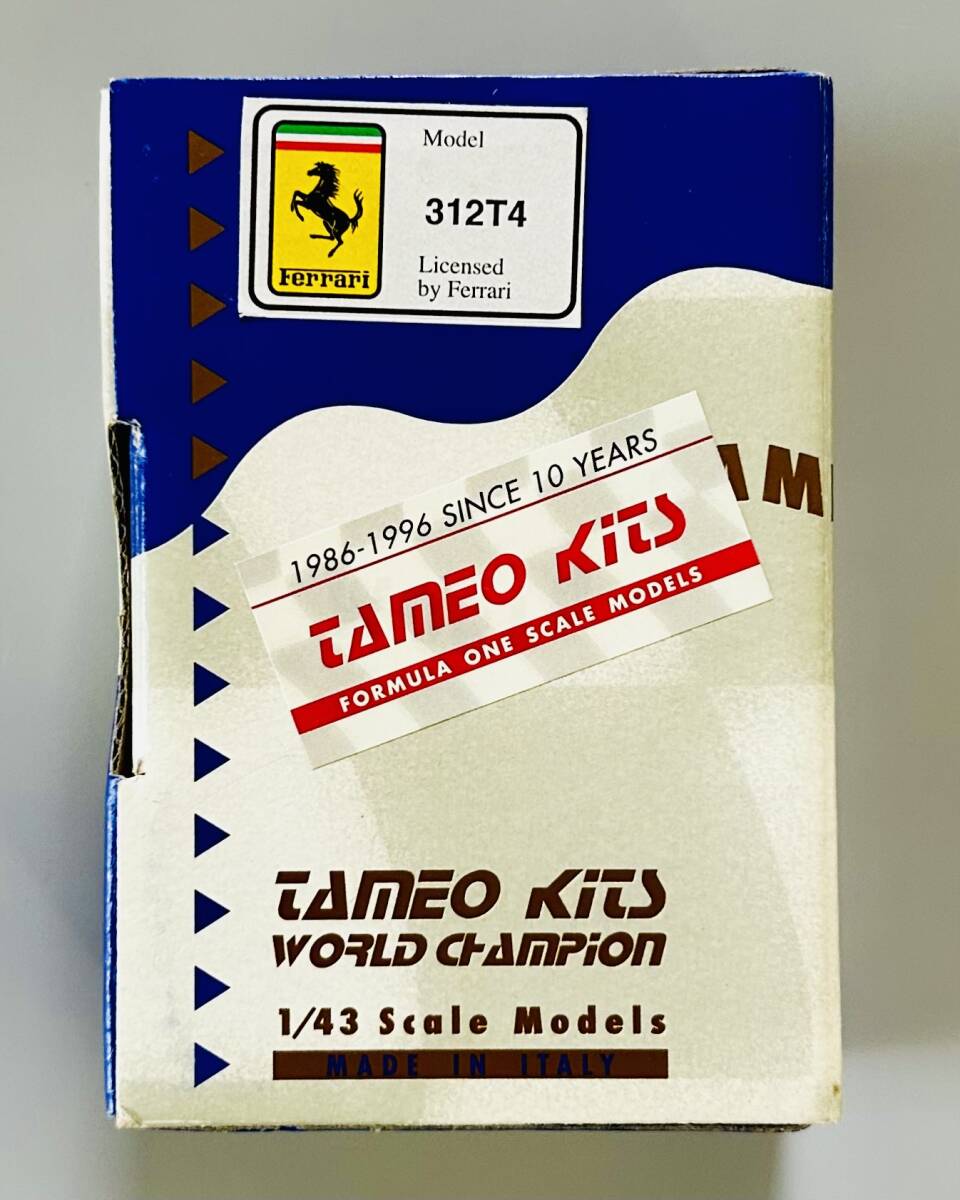 Model
312T4
Ferrari
Licensed
by Ferrari
1986-1996 SINCE 10 YEARS
TAMEO KITS
FORMULA ONE SCALE MODELS
AM
TAMEO KITS
WORLD CHAMPION
1/43 Scale Models
MADE IN ITALY